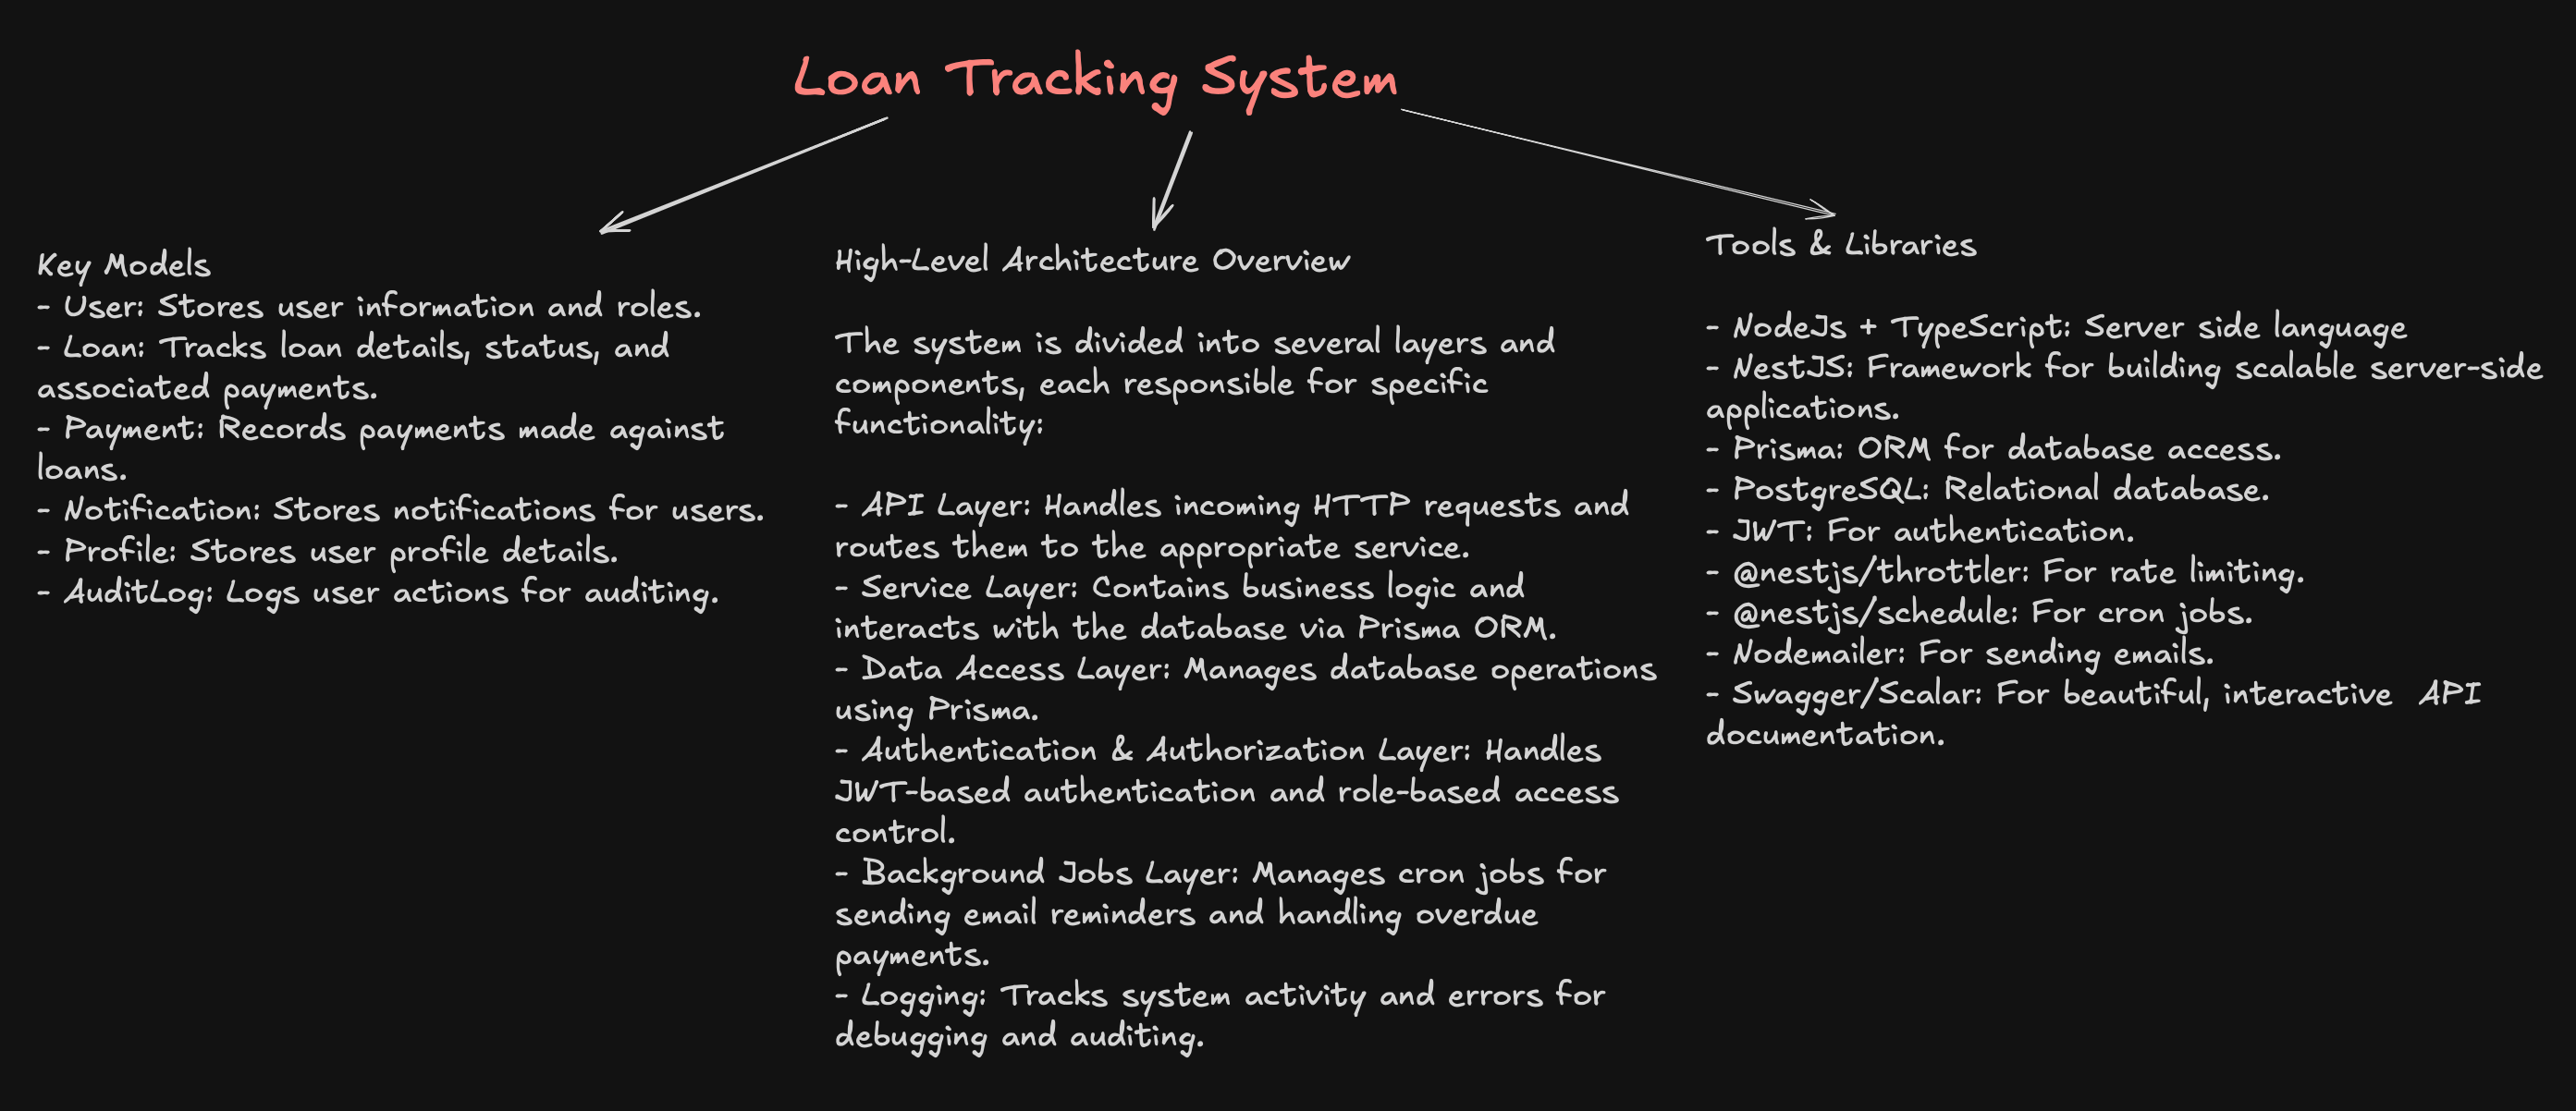 Loan Tracking System
Key Models
- User: Stores user information and roles.
- Loan: Tracks loan details, status, and
associated payments.
- Payment: Records payments made against
loans.
- Notification: Stores notifications for users.
- Profile: Stores user profile details.
- AuditLog: Logs user actions for auditing.
High-Level Architecture Overview
The system is divided into several layers and
components, each responsible for specific
functionality:
- API Layer: Handles incoming HTTP requests and
routes them to the appropriate service.
- Service Layer: Contains business logic and
interacts with the database via Prisma ORM.
- Data Access Layer: Manages database operations
using Prisma.
- Authentication & Authorization Layer: Handles
JWT-based authentication and role-based access
control.
- Background Jobs Layer: Manages cron jobs for
sending email reminders and handling overdue
payments.
- Logging: Tracks system activity and errors for
debugging and auditing.
Tools & Libraries
- NodeJs + TypeScript: Server side language
- NestJS: Framework for building scalable server-side
applications.
- Prisma: ORM for database access.
- PostgreSQL: Relational database.
- JWT: For authentication.
- @nestjs/throttler: For rate limiting.
- @nestjs/schedule: For cron jobs.
- Nodemailer: For sending emails.
- Swagger/Scalar: For beautiful, interactive  API
documentation.